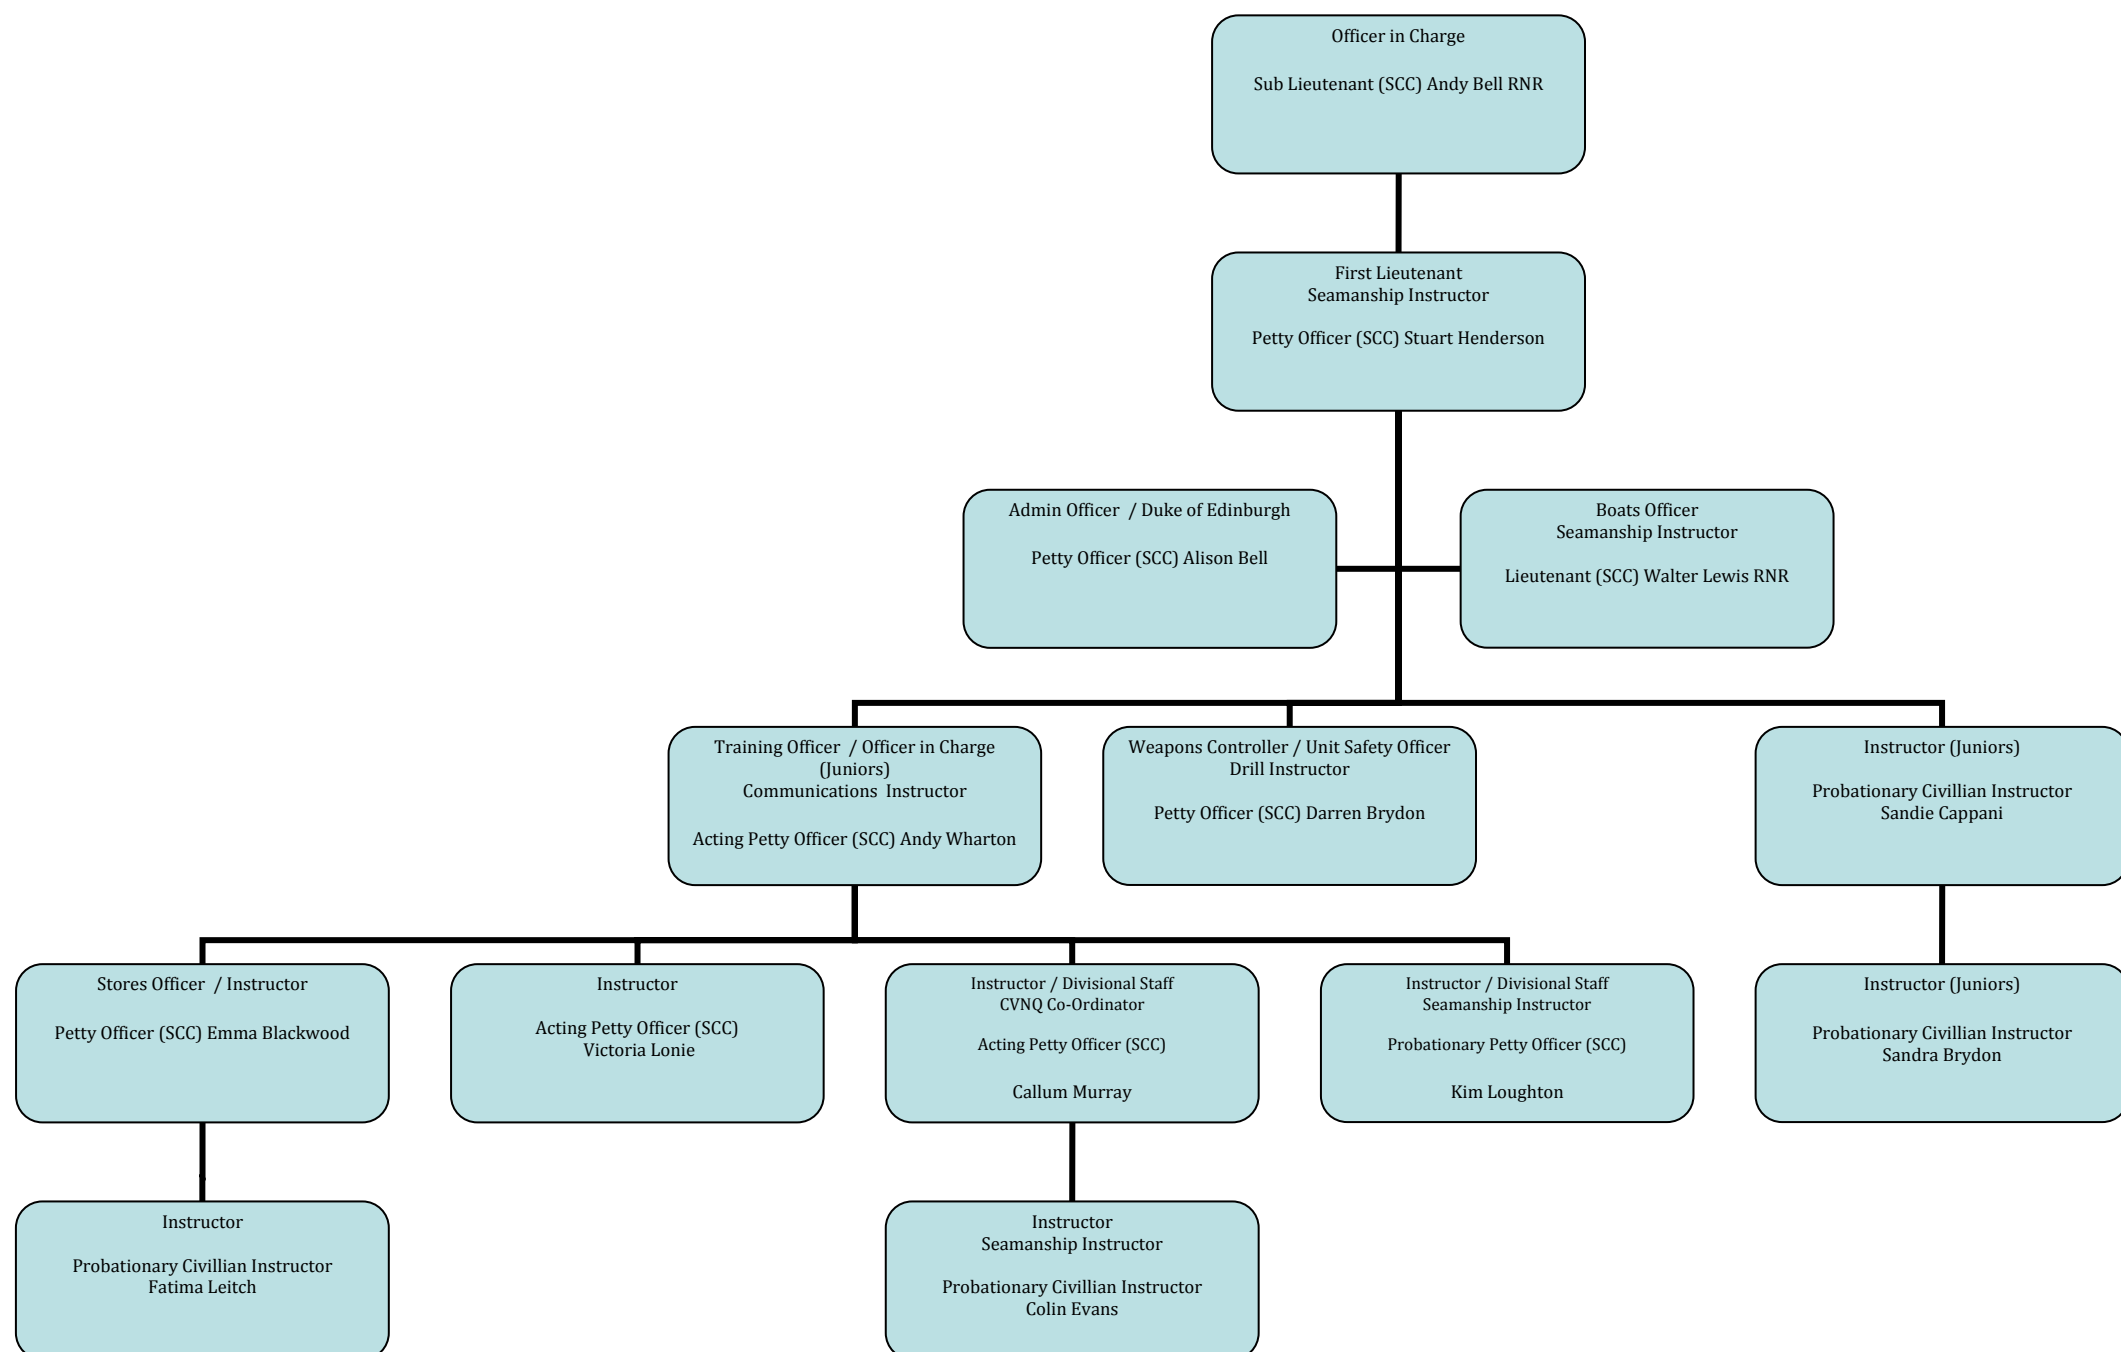 Officer in Charge
Sub Lieutenant (SCC) Andy Bell RNR
First Lieutenant
Seamanship Instructor
Petty Officer (SCC) Stuart Henderson
Admin Officer  / Duke of Edinburgh
Petty Officer (SCC) Alison Bell
Boats Officer
Seamanship Instructor
Lieutenant (SCC) Walter Lewis RNR
Training Officer  / Officer in Charge
(Juniors)
Communications  Instructor
Acting Petty Officer (SCC) Andy Wharton
Weapons Controller / Unit Safety Officer
Drill Instructor
Petty Officer (SCC) Darren Brydon
Instructor (Juniors)
Probationary Civillian Instructor
Sandie Cappani
Stores Officer  / Instructor
Petty Officer (SCC) Emma Blackwood
Instructor
Acting Petty Officer (SCC)
Victoria Lonie
Instructor / Divisional Staff
CVNQ Co-Ordinator
Acting Petty Officer (SCC)
Callum Murray
Instructor / Divisional Staff
Seamanship Instructor
Probationary Petty Officer (SCC)
Kim Loughton
Instructor (Juniors)
Probationary Civillian Instructor
Sandra Brydon
Instructor
Probationary Civillian Instructor
Fatima Leitch
Instructor
Seamanship Instructor
Probationary Civillian Instructor
Colin Evans